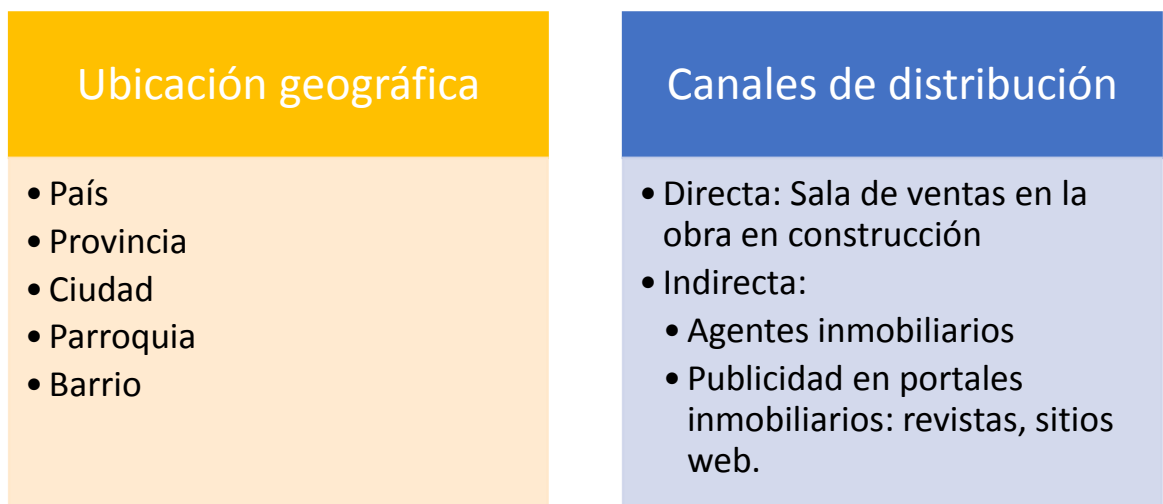 Ubicación geográfica
• País
• Provincia
• Ciudad
• Parroquia
• Barrio
Canales de distribución
• Directa: Sala de ventas en la
obra en construcción
• Indirecta:
• Agentes inmobiliarios
• Publicidad en portales
inmobiliarios: revistas, sitios
web.